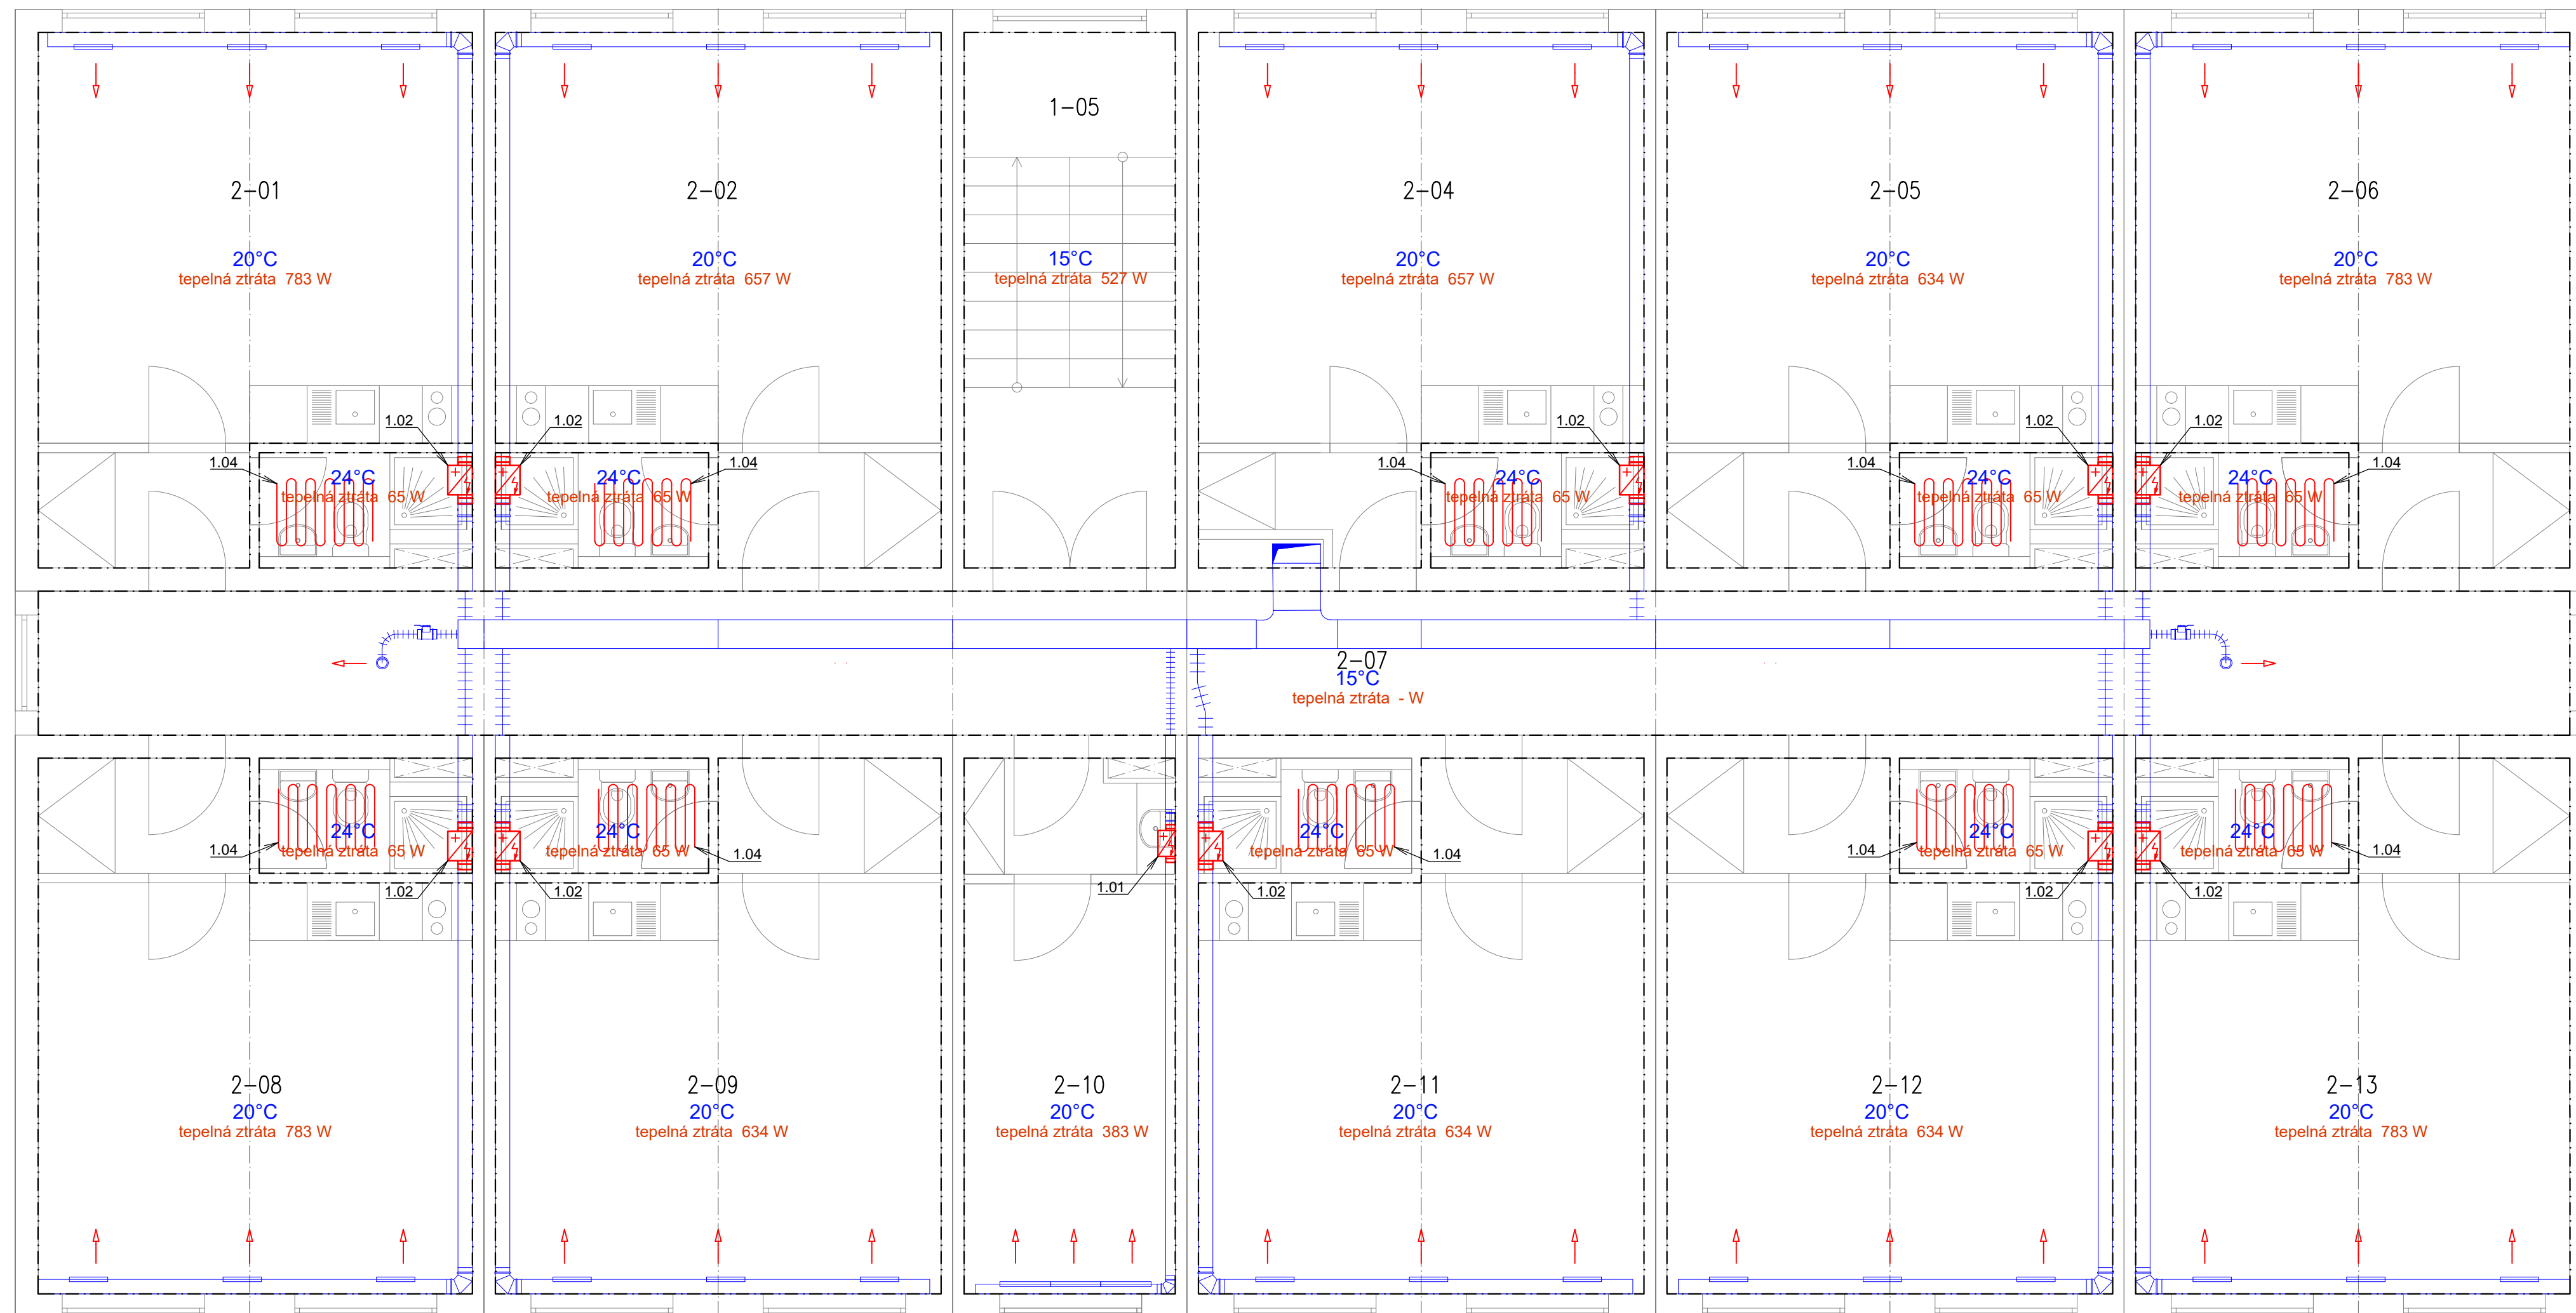 1-05
2-01
2-02
2-04
2-05
2-06
20°C
tepelná ztráta 783 W
20°C
tepelná ztráta 657 W
15°C
tepelná ztráta 527 W
20°C
tepelná ztráta 657 W
20°C
tepelná ztráta 634 W
20°C
tepelná ztráta 783 W
1.02
1.02
1.02
1.02
1.02
1.04
24°C
tepelná ztráta 65 W
24°C
tepelná ztráta 65 W
1.04
1.04
24°C
tepelná ztráta 65 W
1.04
24°C
tepelná ztráta 65 W
24°C
tepelná ztráta 65 W
1.04
2-07
15°C
tepelná ztráta - W
1.04
24°C
tepelná ztráta 65 W
24°C
tepelná ztráta 65 W
1.04
24°C
tepelná ztráta 65 W
1.04
1.04
24°C
tepelná ztráta 65 W
24°C
tepelná ztráta 65 W
1.04
1.02
1.02
1.01
1.02
1.02
1.02
2-08
20°C
tepelná ztráta 783 W
2-09
20°C
tepelná ztráta 634 W
2-10
20°C
tepelná ztráta 383 W
2-11
20°C
tepelná ztráta 634 W
2-12
20°C
tepelná ztráta 634 W
2-13
20°C
tepelná ztráta 783 W